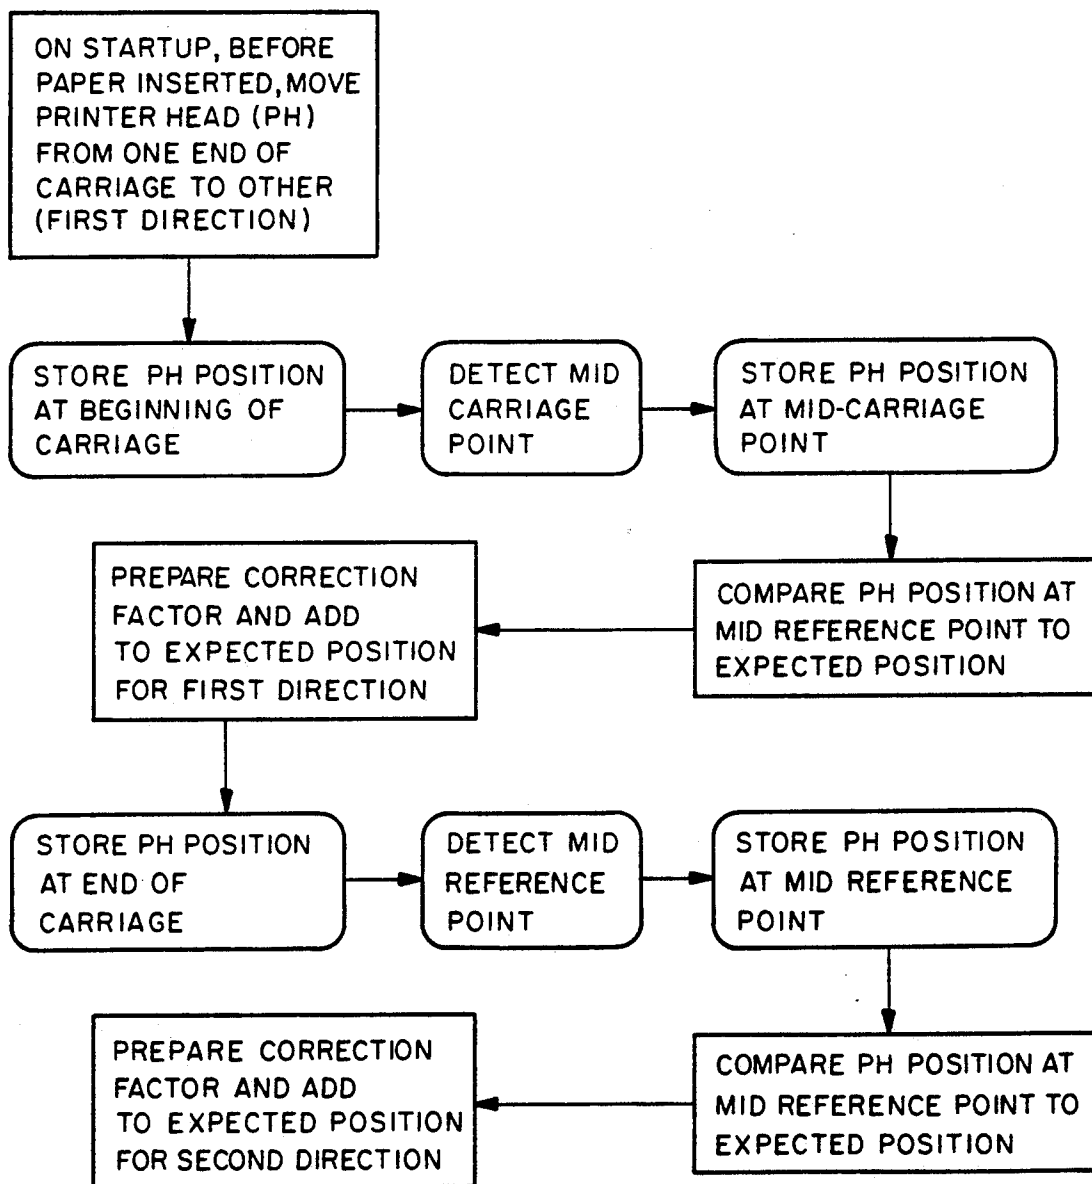 ON STARTUP, BEFORE
PAPER INSERTED, MOVE
PRINTER HEAD (PH)
FROM ONE END OF
CARRIAGE TO OTHER
(FIRST DIRECTION)
STORE PH POSITION
AT BEGINNING OF
CARRIAGE
DETECT MID
CARRIAGE
POINT
STORE PH POSITION
AT MID-CARRIAGE
POINT
COMPARE PH POSITION AT
MID REFERENCE POINT TO
EXPECTED POSITION
PREPARE CORRECTION
FACTOR AND ADD
TO EXPECTED POSITION
FOR FIRST DIRECTION
STORE PH POSITION
AT END OF
CARRIAGE
DETECT MID
REFERENCE
POINT
STORE PH POSITION
AT MID REFERENCE
POINT
COMPARE PH POSITION AT
MID REFERENCE POINT TO
EXPECTED POSITION
PREPARE CORRECTION
FACTOR AND ADD
TO EXPECTED POSITION
FOR SECOND DIRECTION